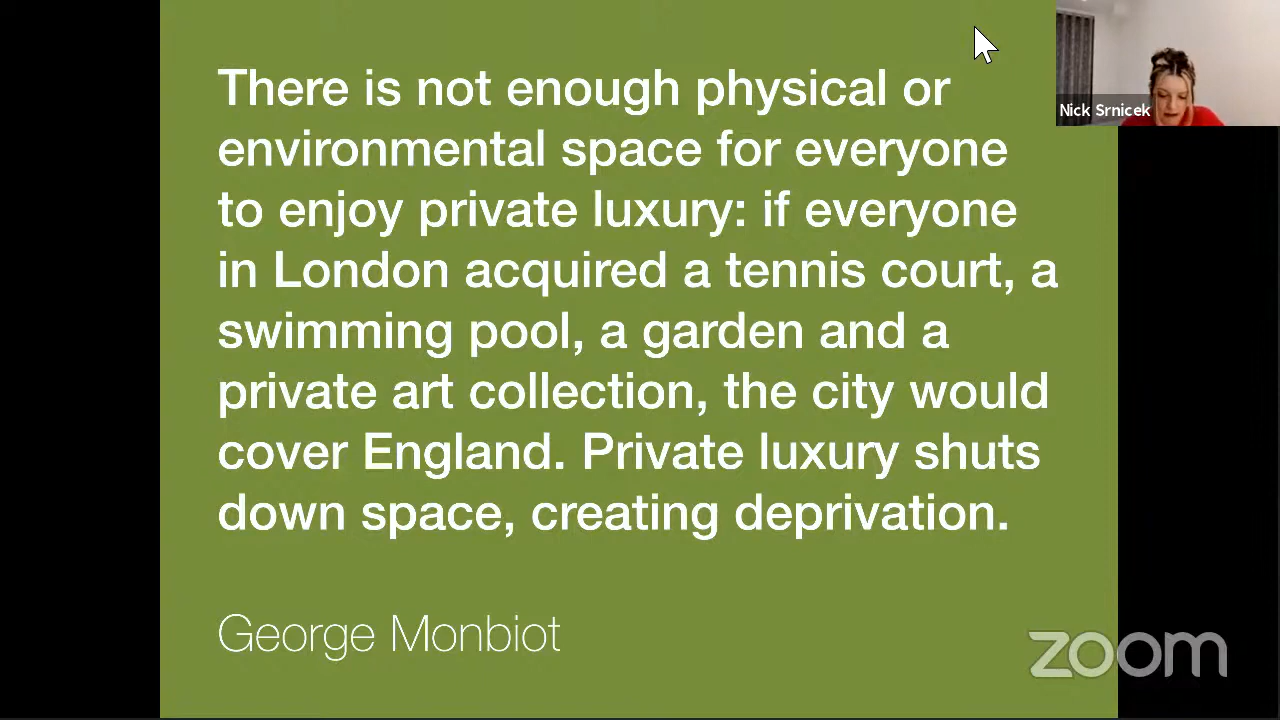 There is not enough physical or
environmental space for everyone
to enjoy private luxury: if everyone
in London acquired a tennis court, a
swimming pool, a garden and a
private art collection, the city would
cover England. Private luxury shuts
down space, creating deprivation.
George Monbiot
Nick Srnicek
zoom